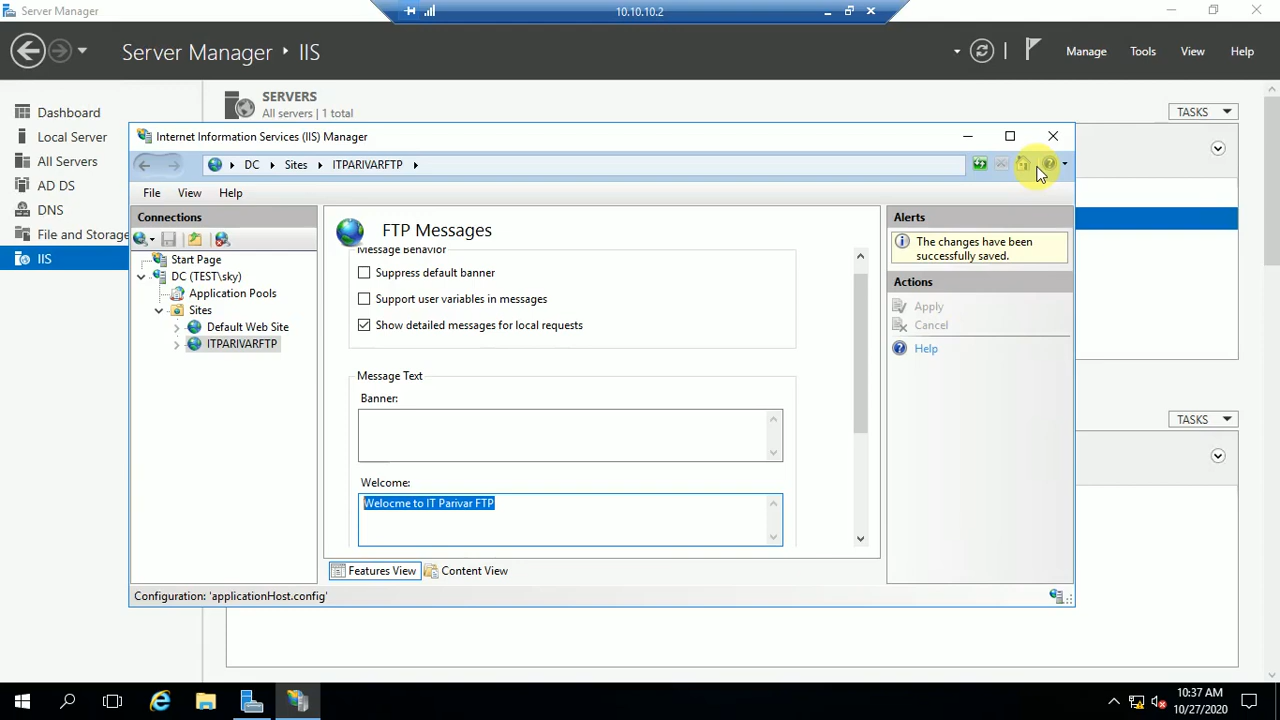 Server Manager
10.10.10.2
Server Manager
IIS
Manage
Tools
View
Help
Dashboard
Local Server
All Servers
AD DS
DNS
File and Storage
IIS
SERVERS
All servers | 1 total
TASKS
Internet Information Services (IIS) Manager
DC
Sites
ITPARIVARFTP
File
View
Help
Connections
Start Page
DC (TEST\sky)
Application Pools
Sites
Default Web Site
ITPARIVARFTP
FTP Messages
Message Behavior
Suppress default banner
Support user variables in messages
Show detailed messages for local requests
Message Text
Banner:
Welcome:
Welocme to IT Parivar FTP
Features View
Content View
Alerts
The changes have been
successfully saved.
Actions
Apply
Cancel
Help
Configuration: 'applicationHost.config'
TASKS
10:37 AM
10/27/2020